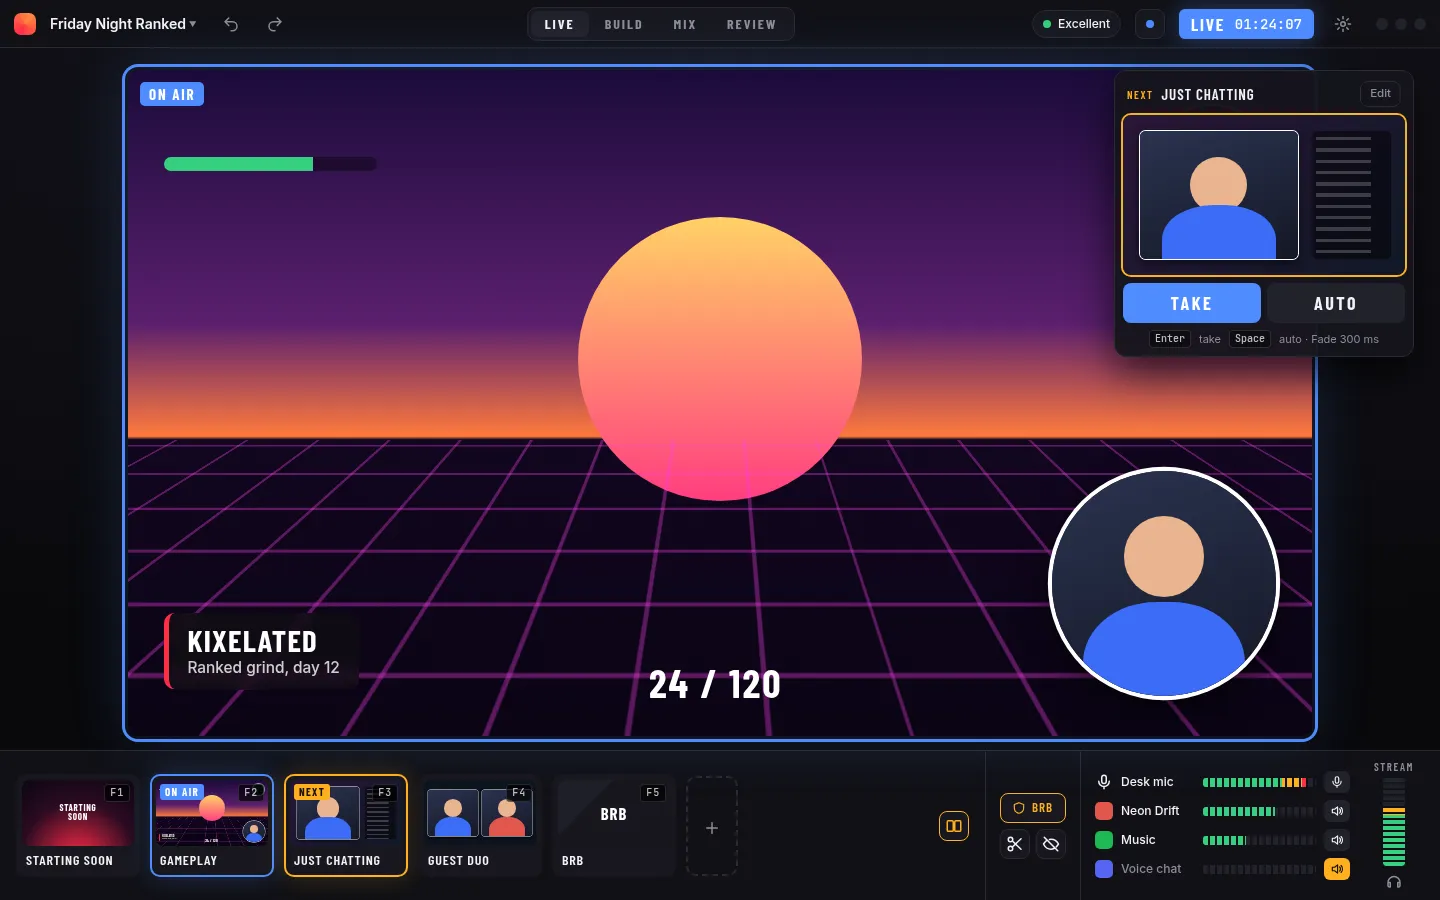 Friday Night Ranked
LIVE
BUILD
MIX
REVIEW
Excellent
LIVE 01:24:07
ON AIR
NEXT JUST CHATTING
Edit
TAKE
AUTO
Enter take Space auto · Fade 300 ms
KIXELATED
Ranked grind, day 12
24 / 120
STARTING
SOON
F1
STARTING SOON
ON AIR
F2
GAMEPLAY
NEXT
F3
JUST CHATTING
F4
GUEST DUO
BRB
F5
BRB
+
BRB
Desk mic
Neon Drift
Music
Voice chat
STREAM